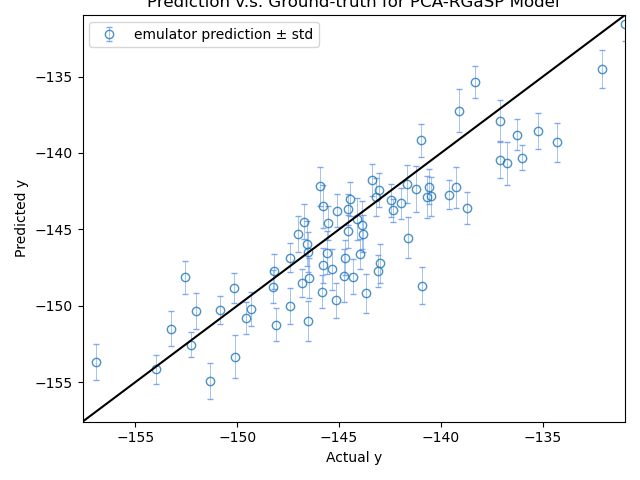 Prediction v.s. Ground-truth for PCA-RGaSP Model
emulator prediction ± std
Predicted y
−135
−140
−145
−150
−155
−155
−150
−145
−140
−135
Actual y